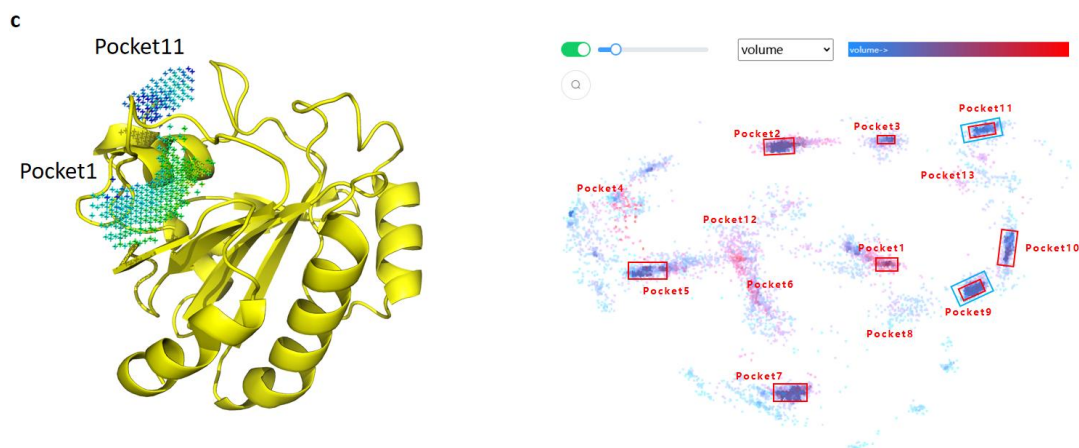 c
Pocket11
Pocket1
volume
volume->
Pocket11
Pocket2
Pocket3
Pocket13
Pocket4
Pocket12
Pocket1
Pocket10
Pocket5
Pocket6
Pocket9
Pocket8
Pocket7